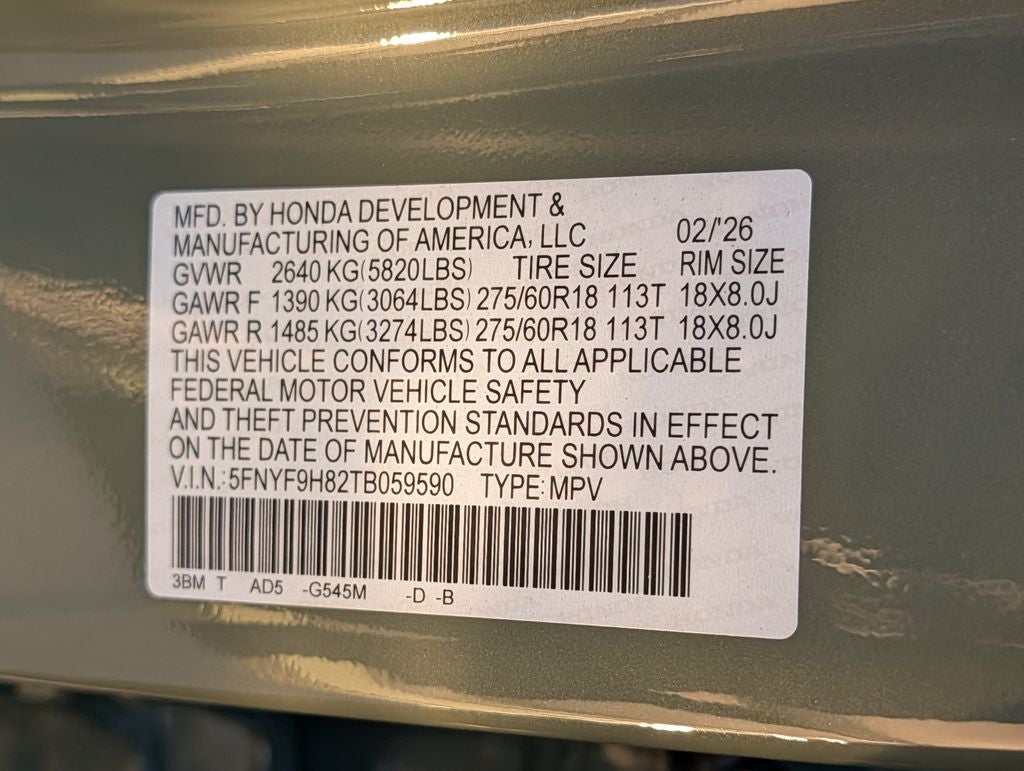 MFD. BY HONDA DEVELOPMENT &
MANUFACTURING OF AMERICA, LLC 02/'26
GVWR 2640 KG(5820LBS) TIRE SIZE RIM SIZE
GAWR F 1390 KG(3064LBS) 275/60R18 113T 18X8.0J
GAWR R 1485 KG(3274LBS) 275/60R18 113T 18X8.0J
THIS VEHICLE CONFORMS TO ALL APPLICABLE
FEDERAL MOTOR VEHICLE SAFETY
AND THEFT PREVENTION STANDARDS IN EFFECT
ON THE DATE OF MANUFACTURE SHOWN ABOVE.
V.I.N.:5FNYF9H82TB059590 TYPE:MPV
3BM T AD5 -G545M -D -B